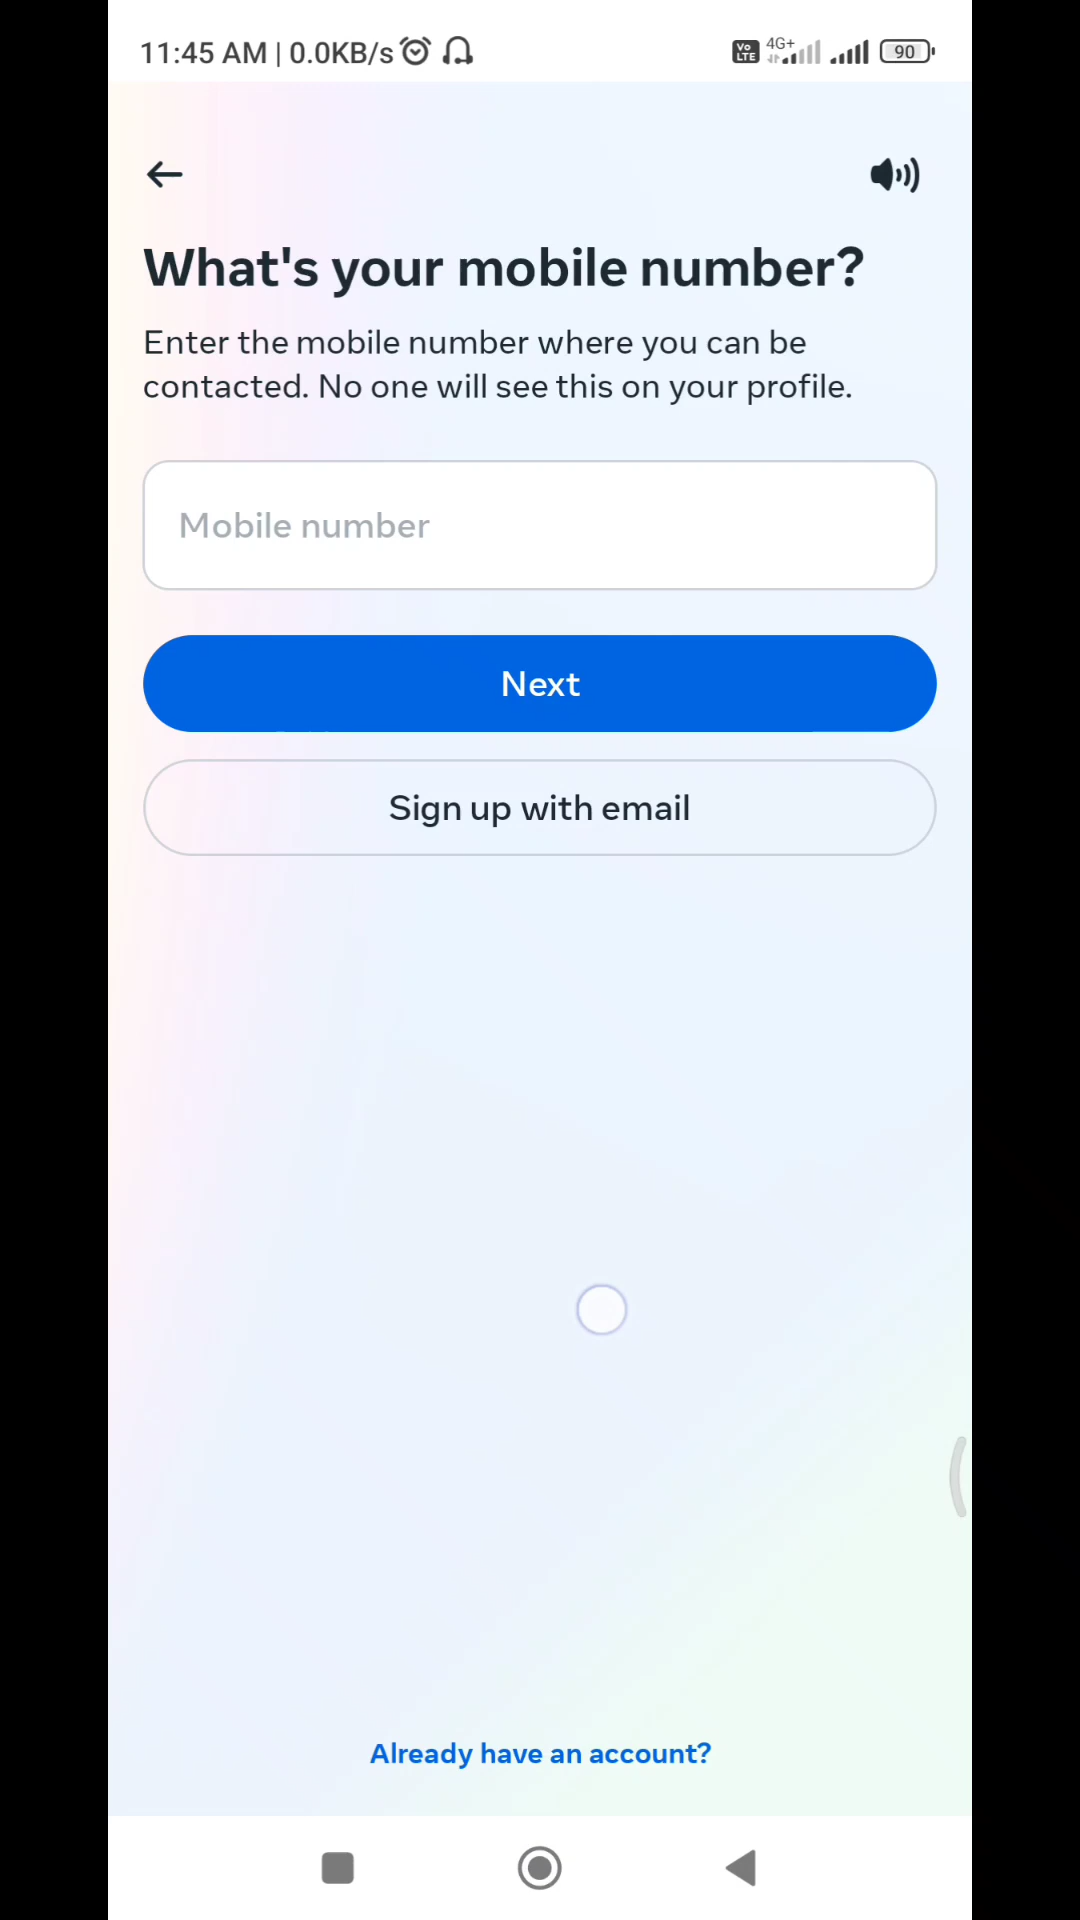 11:45 AM | 0.0KB/s
Vo LTE 4G+ 90
What's your mobile number?
Enter the mobile number where you can be
contacted. No one will see this on your profile.
Mobile number
Next
Sign up with email
Already have an account?